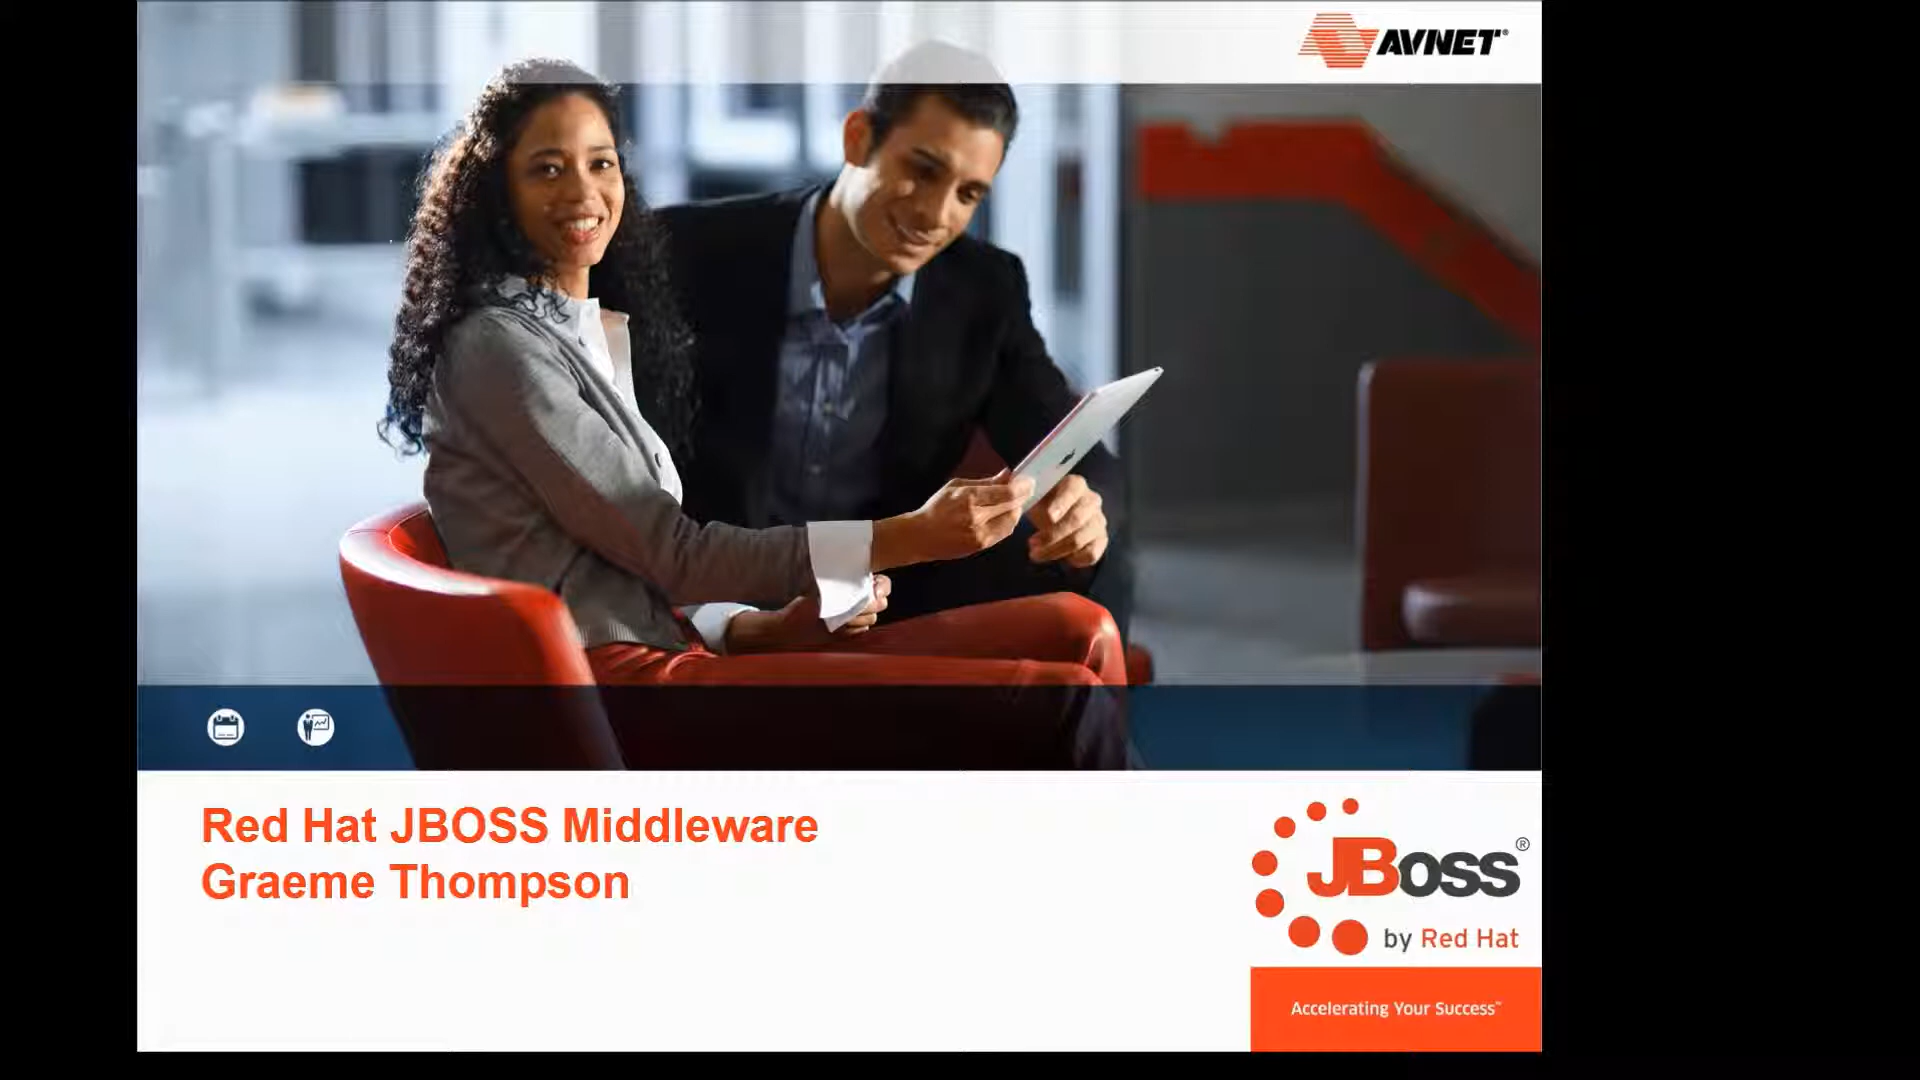 AVNET®
Red Hat JBOSS Middleware
Graeme Thompson
JBoss®
by Red Hat
Accelerating Your Success™